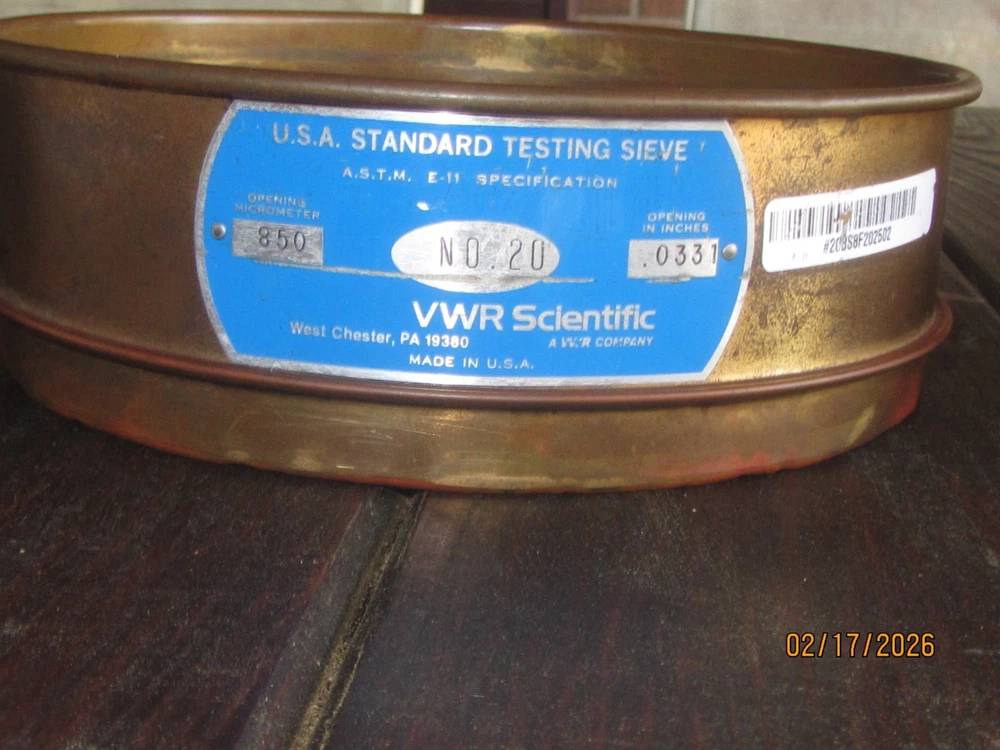 U.S.A. STANDARD TESTING SIEVE
A.S.T.M. E-11 SPECIFICATION
OPENING
MICROMETER
850
NO.20
OPENING
IN INCHES
.0331
VWR Scientific
A VWR COMPANY
West Chester, PA 19380
MADE IN U.S.A.
02/17/2026